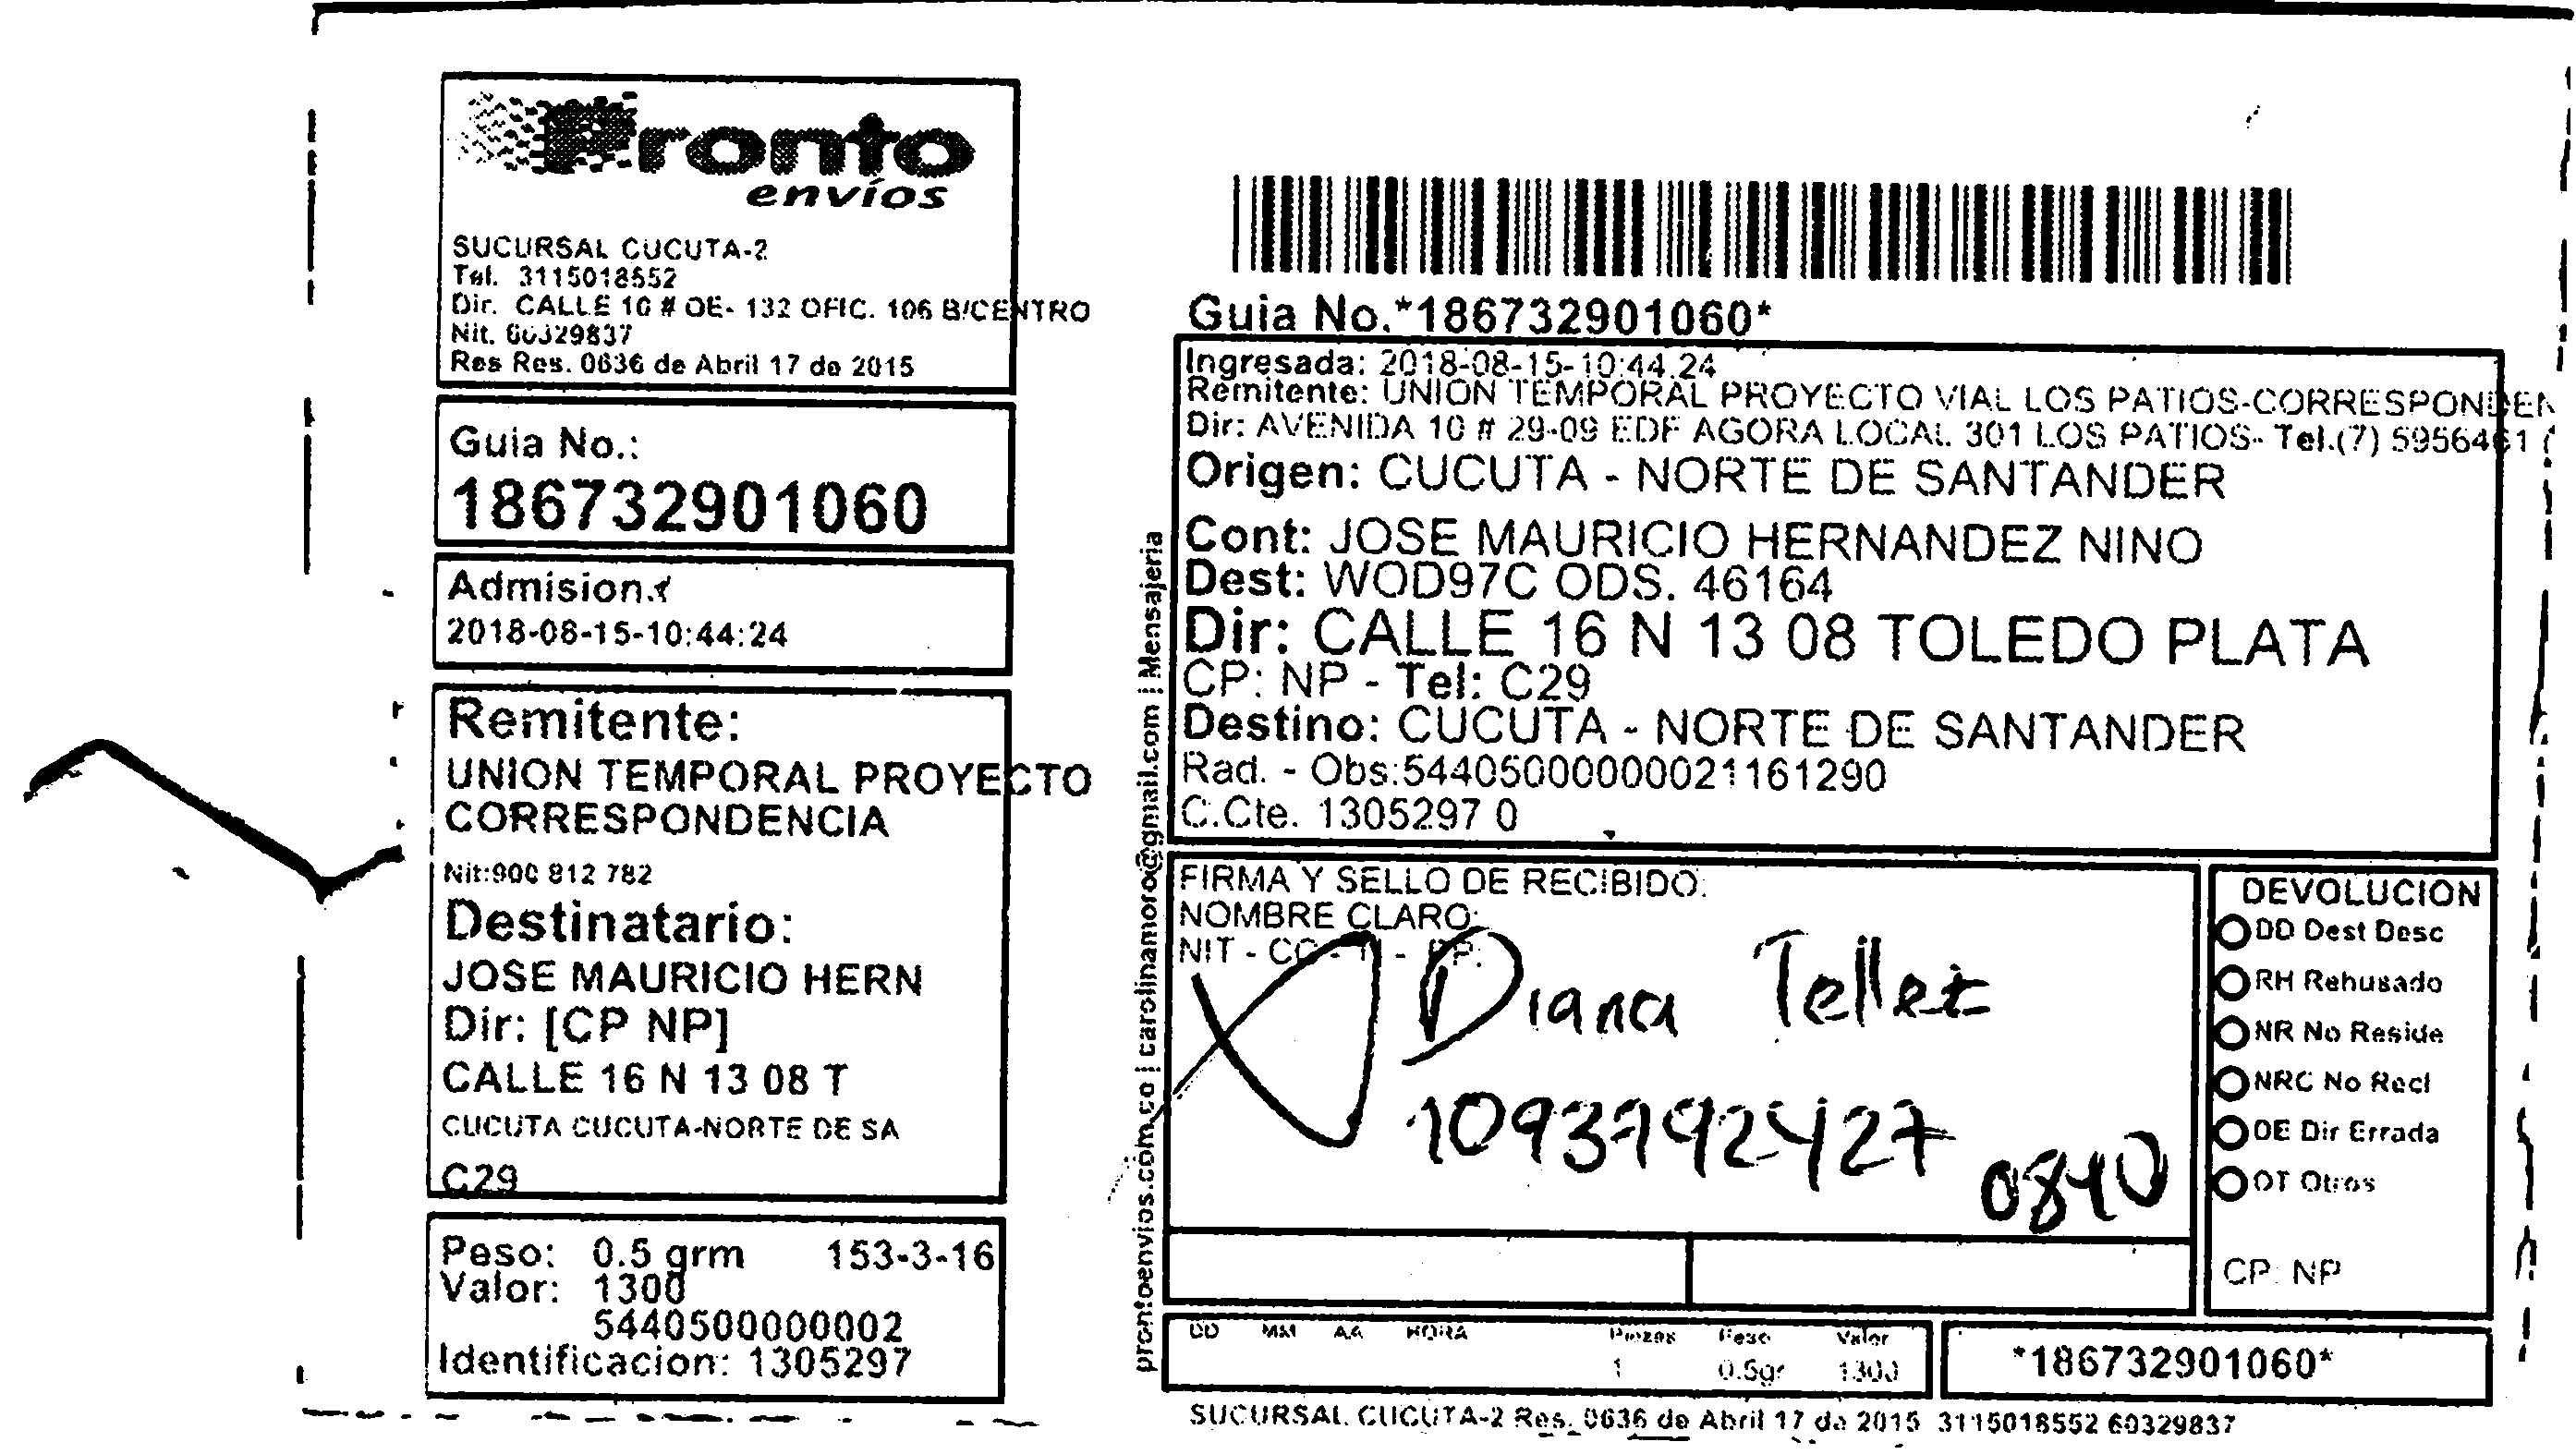 Pronto
envíos
SUCURSAL CUCUTA-2
Tel. 3115018552
Dir. CALLE 10 # OE- 132 OFIC. 106 B/CENTRO
Nit. 60329837
Res Res. 0636 de Abril 17 de 2015
Guia No.:
186732901060
Admision.
2018-08-15-10:44:24
Remitente:
UNION TEMPORAL PROYECTO
CORRESPONDENCIA
Nit:900 812 782
Destinatario:
JOSE MAURICIO HERN
Dir: [CP NP]
CALLE 16 N 13 08 T
CUCUTA CUCUTA-NORTE DE SA
C29
Peso: 0.5 grm 153-3-16
Valor: 1300
5440500000002
Identificacion: 1305297
prontoenvios.com.co | carolinamoro@gmail.com | Mensajeria
Guia No.*186732901060*
Ingresada: 2018-08-15-10:44.24
Remitente: UNION TEMPORAL PROYECTO VIAL LOS PATIOS-CORRESPONDEN
Dir: AVENIDA 10 # 29-09 EDF AGORA LOCAL 301 LOS PATIOS- Tel.(7) 5956461 (
Origen: CUCUTA - NORTE DE SANTANDER
Cont: JOSE MAURICIO HERNANDEZ NINO
Dest: WOD97C ODS. 46164
Dir: CALLE 16 N 13 08 TOLEDO PLATA
CP: NP - Tel: C29
Destino: CUCUTA - NORTE DE SANTANDER
Rad. - Obs:544050000000021161290
C.Cte. 1305297 0
FIRMA Y SELLO DE RECIBIDO:
NOMBRE CLARO:
NIT - CC - TI - PP:
Diana Tellez
1093792427
0840
DEVOLUCION
DD Dest Desc
RH Rehusado
NR No Reside
NRC No Recl
DE Dir Errada
OT Otros
CP: NP
DD MM AA HORA Piezas Peso Valor
1 0.5gr 1300
*186732901060*
SUCURSAL CUCUTA-2 Res. 0636 de Abril 17 de 2015 3115018552 60329837